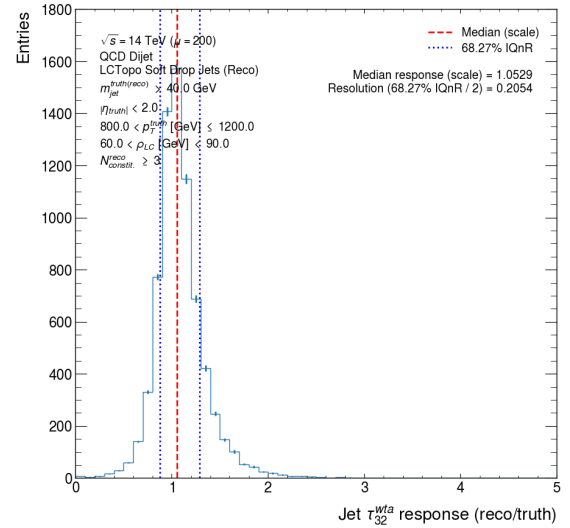 Entries
1800
1600
1400
1200
1000
800
600
400
200
0
√s = 14 TeV (μ = 200)
QCD Dijet
LCTopo Soft Drop Jets (Reco)
m_jet^truth(reco) > 40.0 GeV
|η_truth| < 2.0
800.0 < p_T^truth [GeV] ≤ 1200.0
60.0 < ρ_LC [GeV] < 90.0
N_constit.^reco ≥ 3
Median (scale)
68.27% IQnR
Median response (scale) = 1.0529
Resolution (68.27% IQnR / 2) = 0.2054
0 1 2 3 4 5
Jet τ_32^wta response (reco/truth)